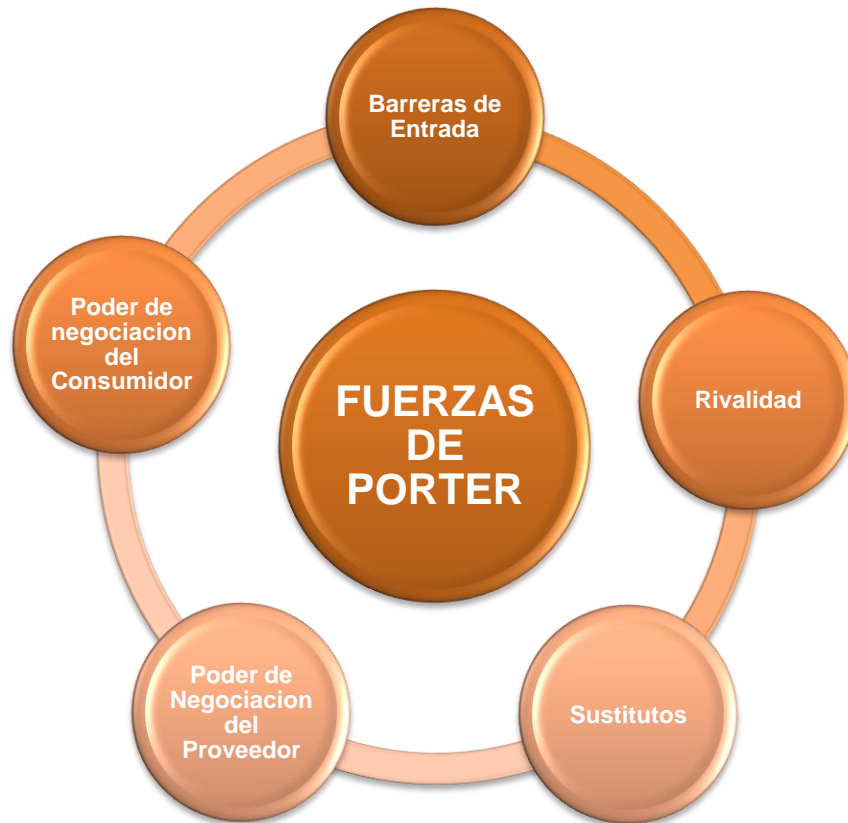 Barreras de
Entrada
Poder de
negociacion
del
Consumidor
FUERZAS
DE
PORTER
Rivalidad
Poder de
Negociacion
del
Proveedor
Sustitutos